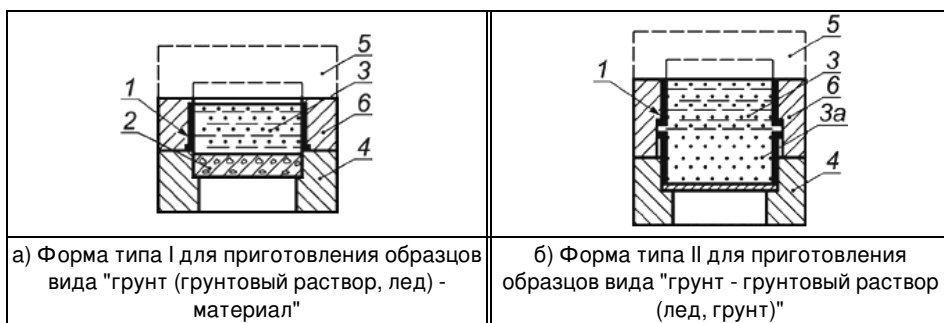 5
3
1
6
2
4
5
1
3
6
3а
4
а) Форма типа I для приготовления образцов
вида "грунт (грунтовый раствор, лед) -
материал"
б) Форма типа II для приготовления
образцов вида "грунт - грунтовый раствор
(лед, грунт)"